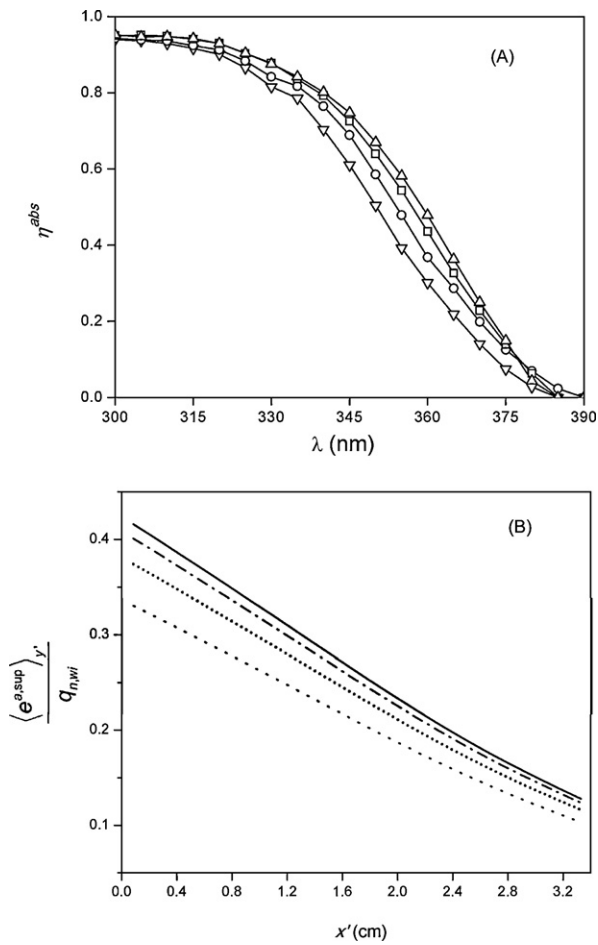 1.0
(A)
0.8
0.6
η^abs
0.4
0.2
0.0
300 315 330 345 360 375 390
λ (nm)
0.4
(B)
0.3
⟨e^a,sup⟩_y'
q_n,wi
0.2
0.1
0.0 0.4 0.8 1.2 1.6 2.0 2.4 2.8 3.2
x' (cm)